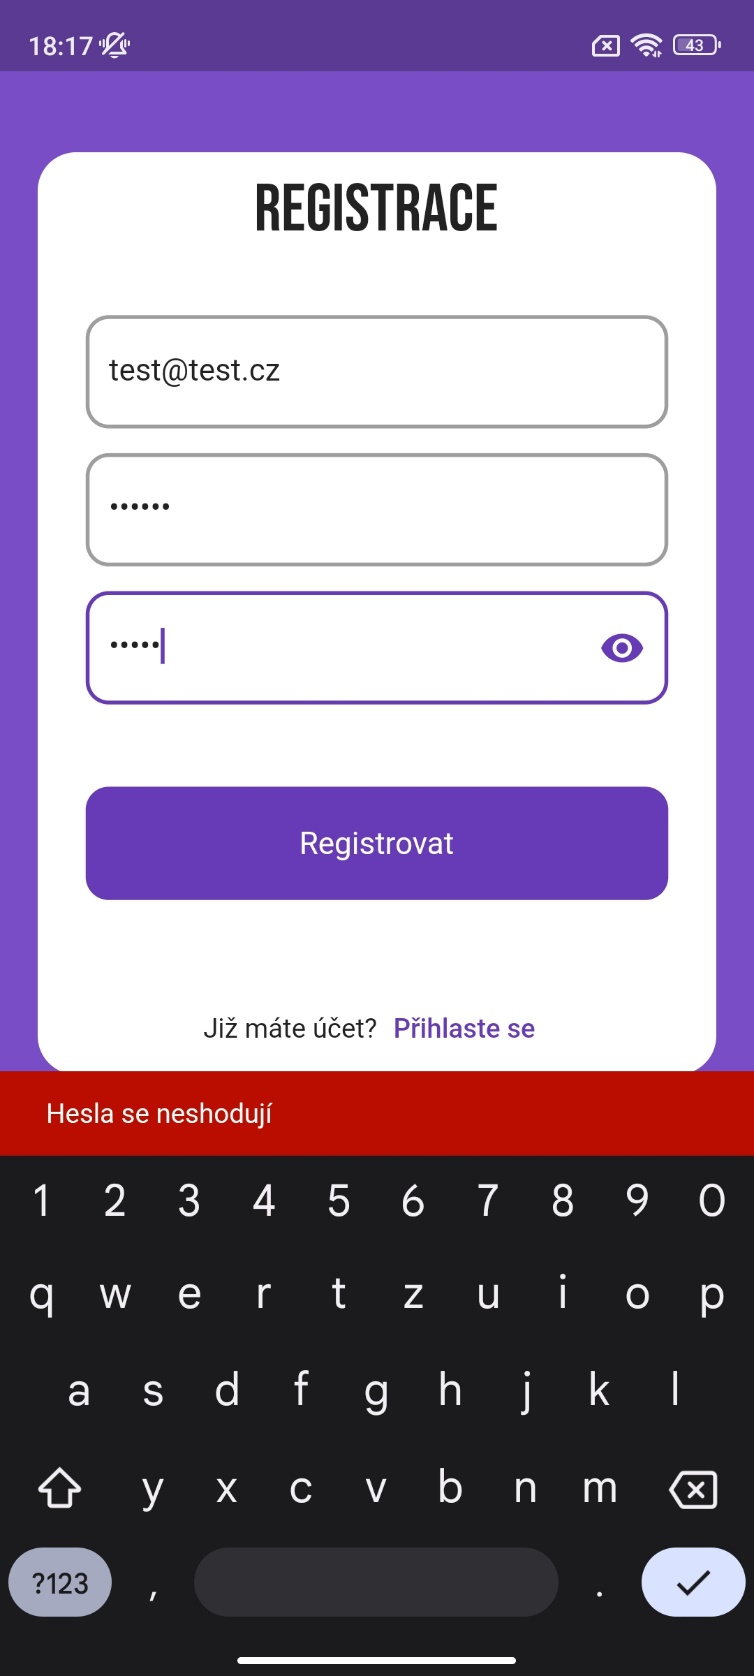 18:17
43
REGISTRACE
test@test.cz
••••••
•••••
Registrovat
Již máte účet? Přihlaste se
Hesla se neshodují
1 2 3 4 5 6 7 8 9 0
q w e r t z u i o p
a s d f g h j k l
y x c v b n m
?123 , .